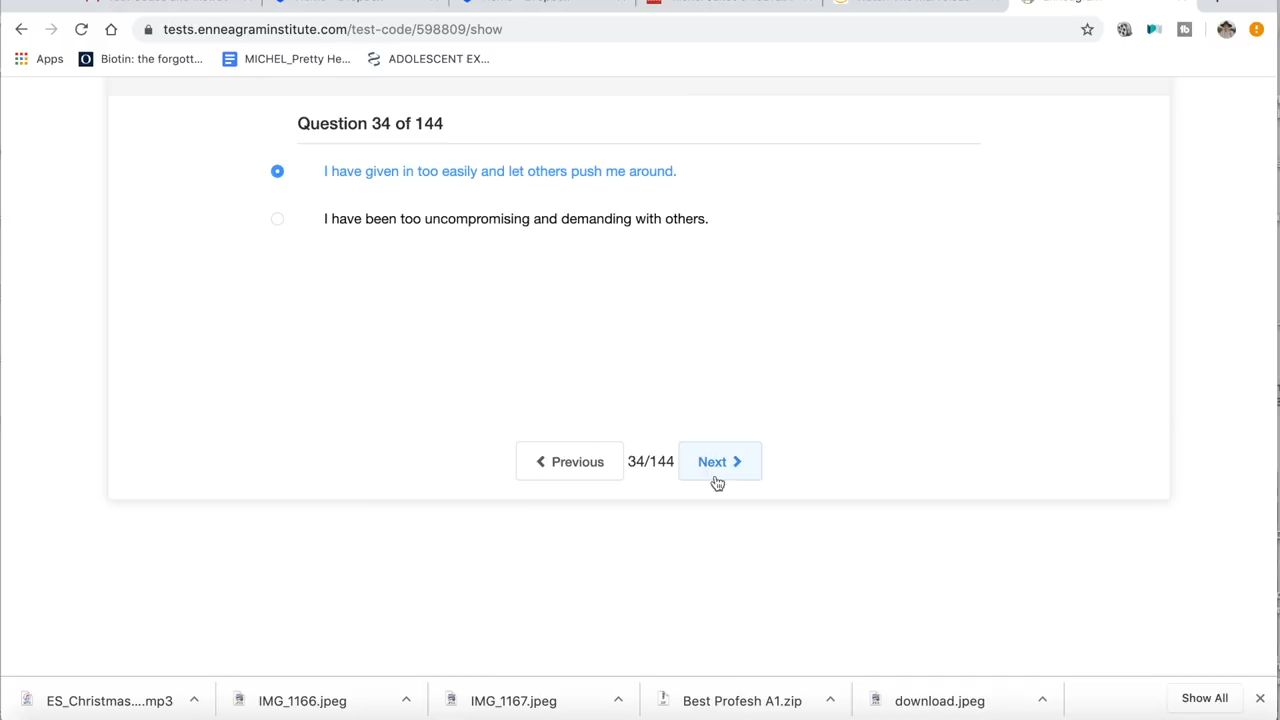 tests.enneagraminstitute.com/test-code/598809/show
Apps
Biotin: the forgott...
MICHEL_Pretty He...
ADOLESCENT EX...
Question 34 of 144
I have given in too easily and let others push me around.
I have been too uncompromising and demanding with others.
Previous
34/144
Next
ES_Christmas....mp3
IMG_1166.jpeg
IMG_1167.jpeg
Best Profesh A1.zip
download.jpeg
Show All